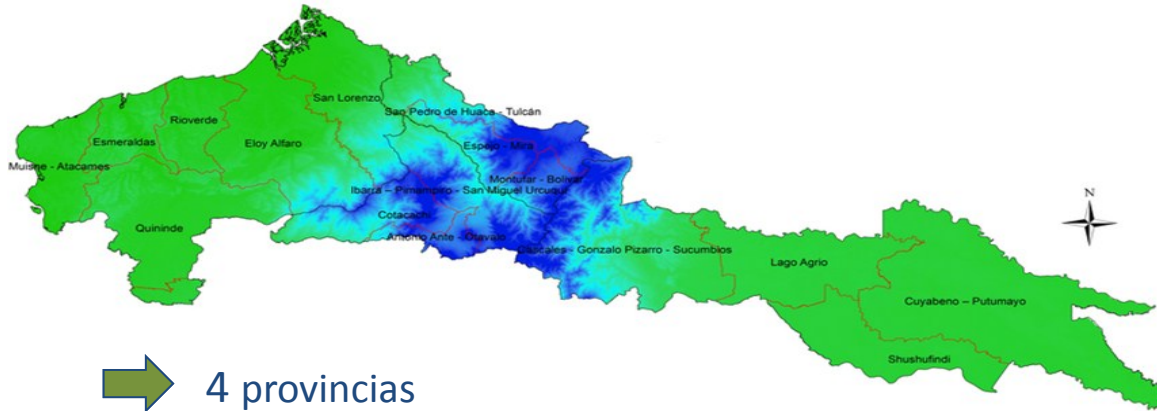 N
San Lorenzo
San Pedro de Huaca - Tulcán
Rioverde
Esmeraldas
Eloy Alfaro
Espejo - Mira
Muisne - Atacames
Montufar - Bolívar
Ibarra – Pimampiro - San Miguel Urcuquí
Cotacachi
Quininde
Antonio Ante - Otavalo
Cascales - Gonzalo Pizarro - Sucumbíos
Lago Agrio
Cuyabeno – Putumayo
Shushufindi
4 provincias